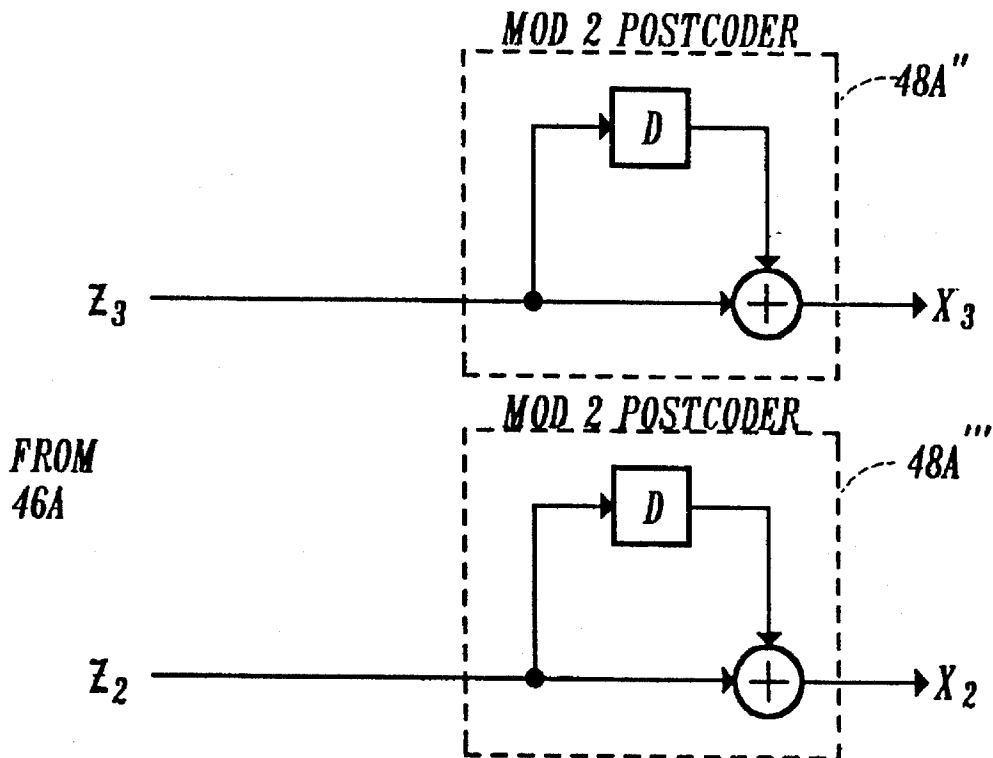 MOD 2 POSTCODER
48A"
D
Z3
X3
MOD 2 POSTCODER
48A'''
FROM
46A
D
Z2
X2